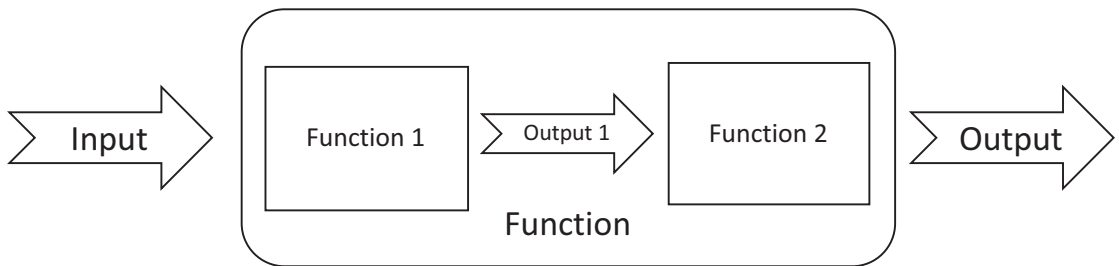 Input
Function 1
Output 1
Function 2
Output
Function